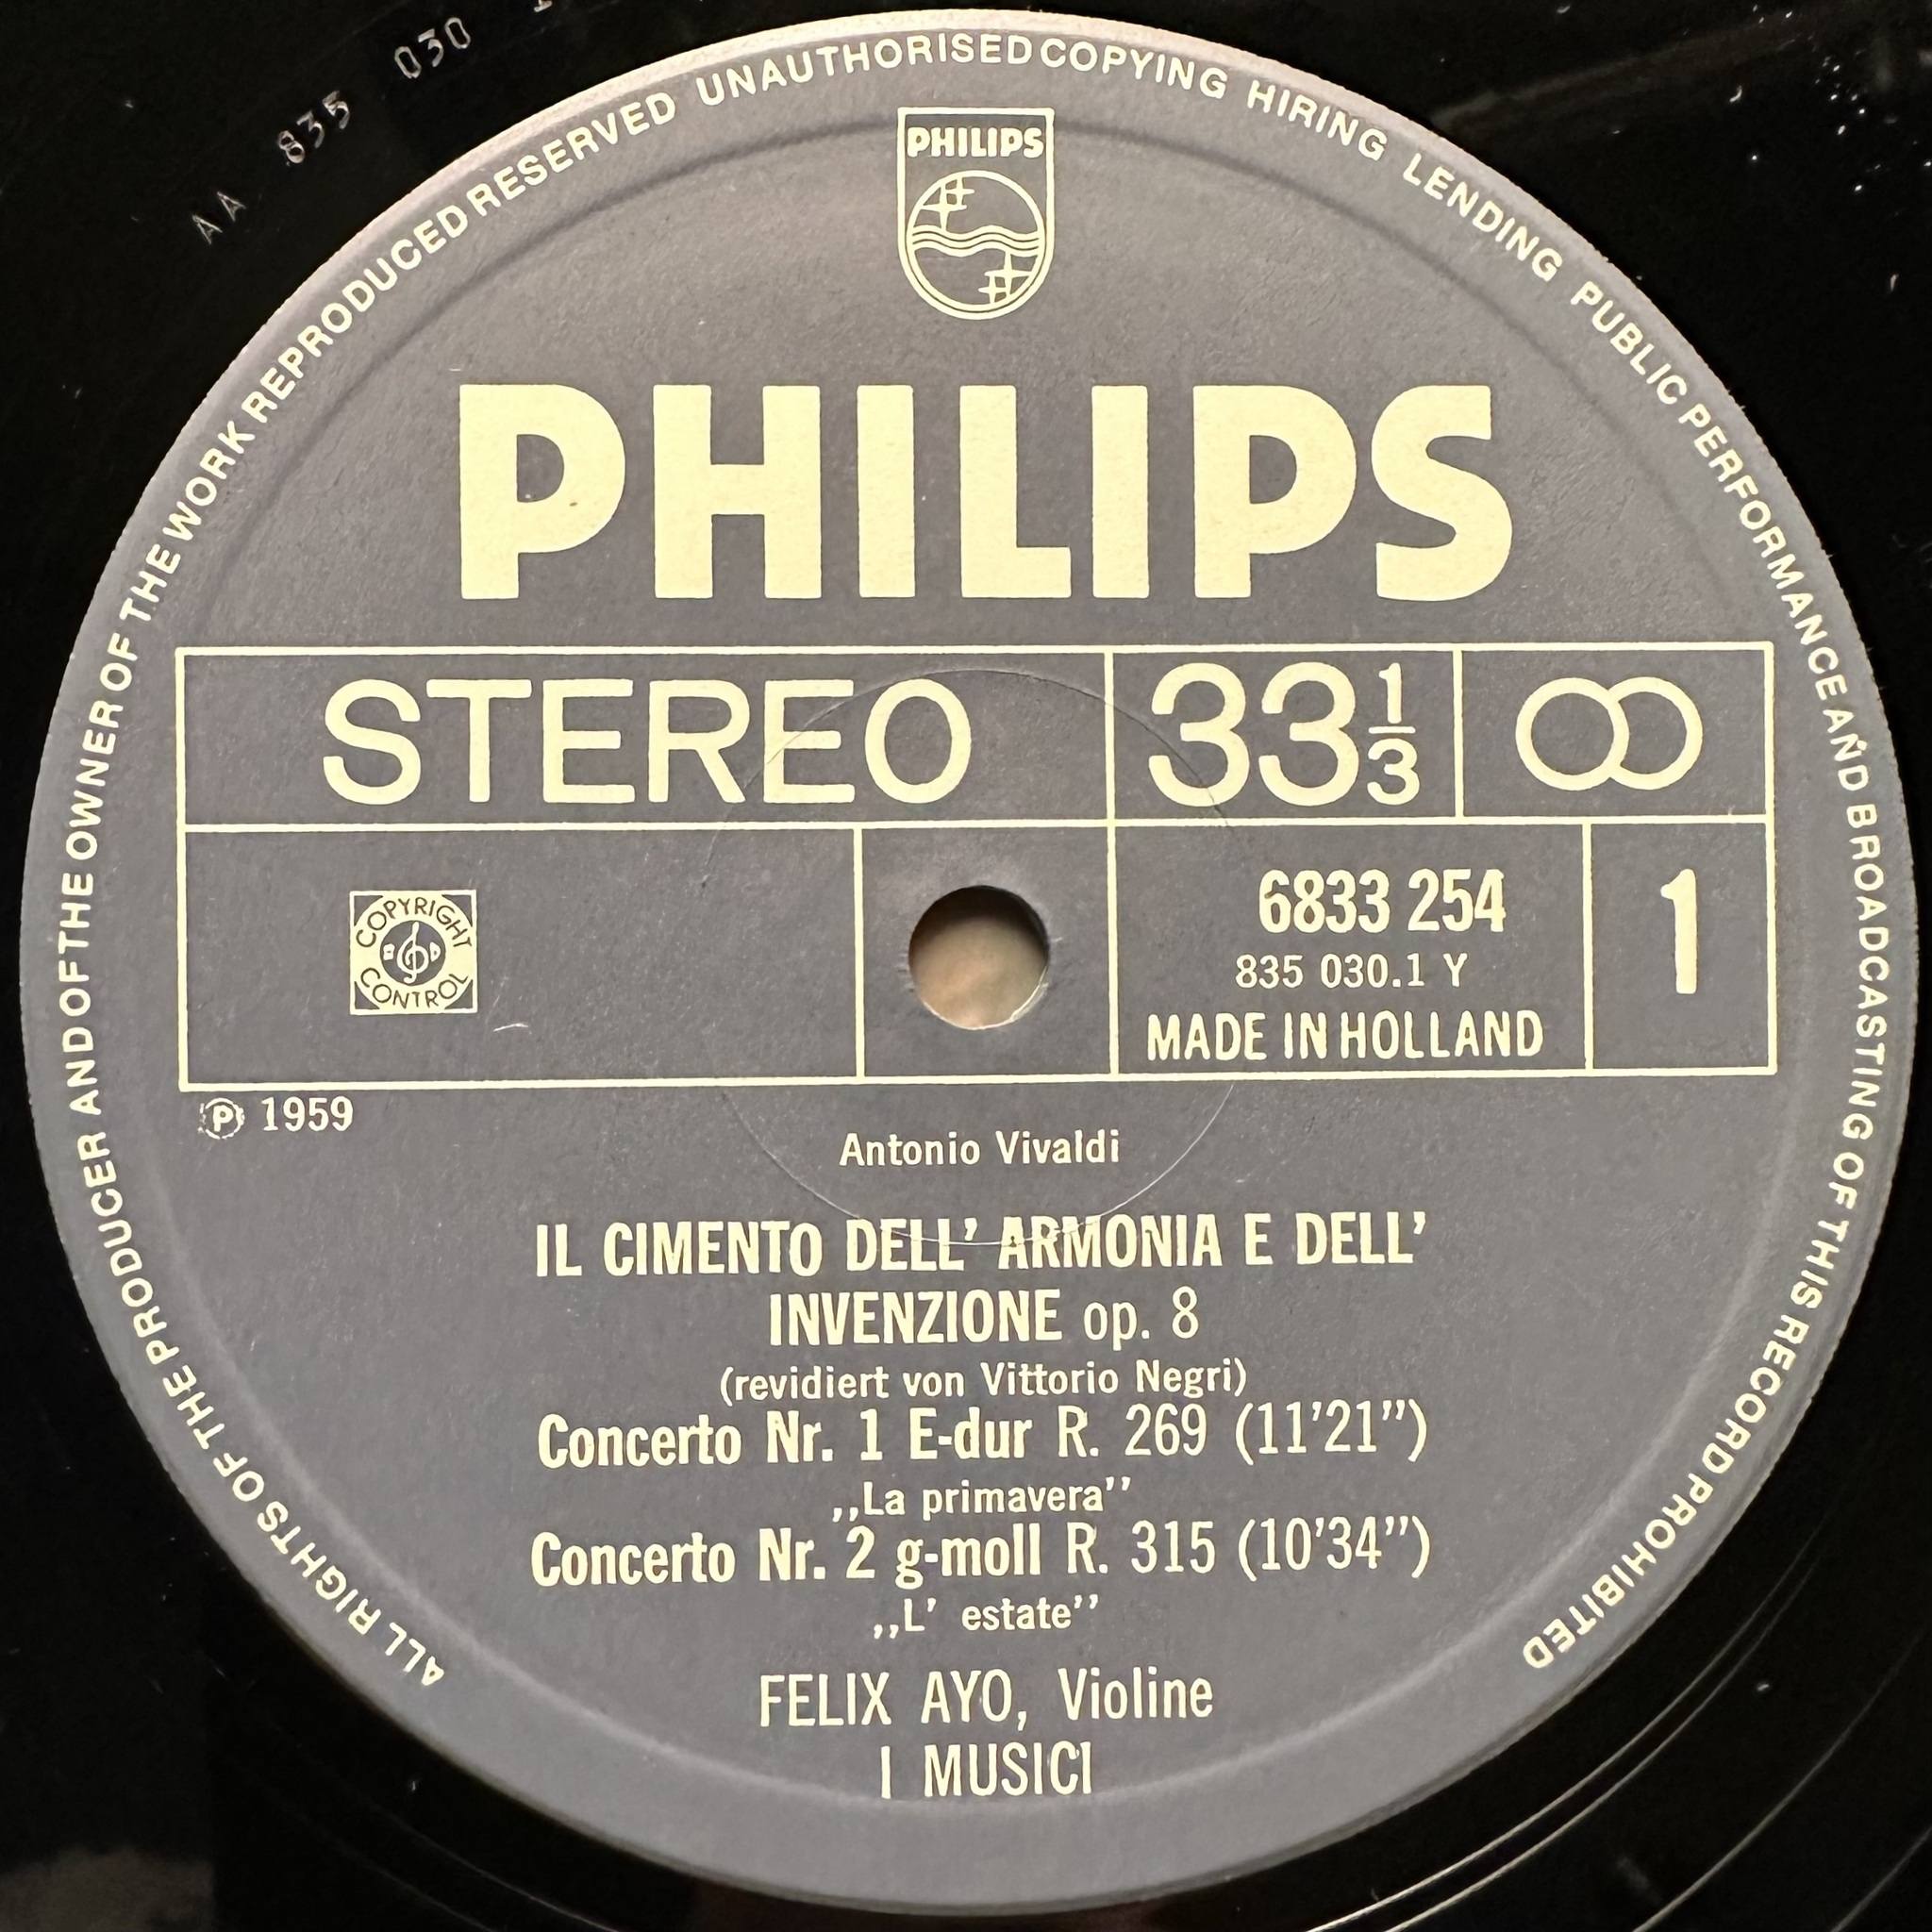 AA 835 030 1
ALL RIGHTS OF THE PRODUCER AND OF THE OWNER OF THE WORK REPRODUCED RESERVED UNAUTHORISED COPYING HIRING LENDING PUBLIC PERFORMANCE AND BROADCASTING OF THIS RECORD PROHIBITED
PHILIPS
PHILIPS
STEREO 33 1/3
COPYRIGHT
CONTROL
6833 254
835 030.1 Y
MADE IN HOLLAND
1
Ⓟ 1959
Antonio Vivaldi
IL CIMENTO DELL' ARMONIA E DELL'
INVENZIONE op. 8
(revidiert von Vittorio Negri)
Concerto Nr. 1 E-dur R. 269 (11'21")
,,La primavera''
Concerto Nr. 2 g-moll R. 315 (10'34")
,,L' estate''
FELIX AYO, Violine
I MUSICI